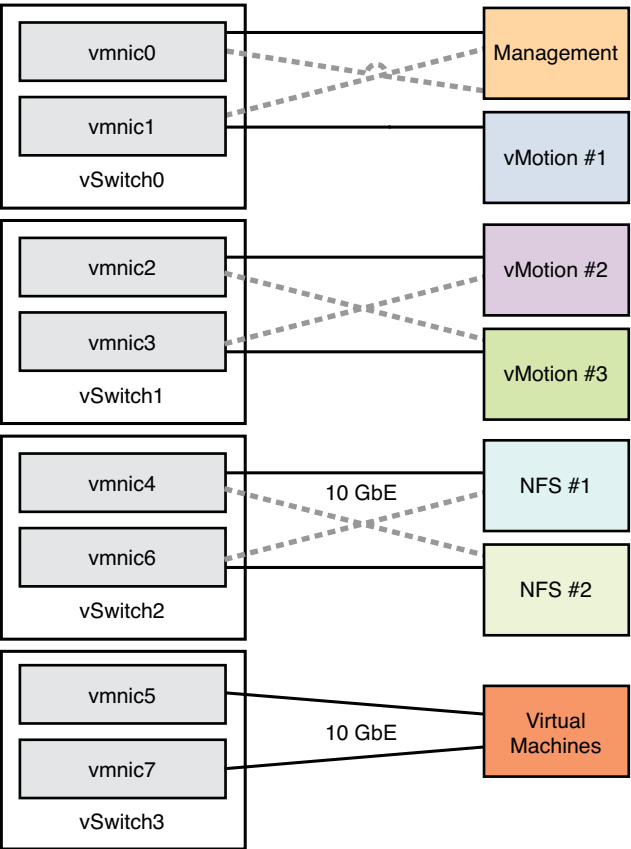 vmnic0
vmnic1
vSwitch0
Management
vMotion #1
vmnic2
vmnic3
vSwitch1
vMotion #2
vMotion #3
vmnic4
vmnic6
vSwitch2
10 GbE
NFS #1
NFS #2
vmnic5
vmnic7
vSwitch3
10 GbE
Virtual
Machines